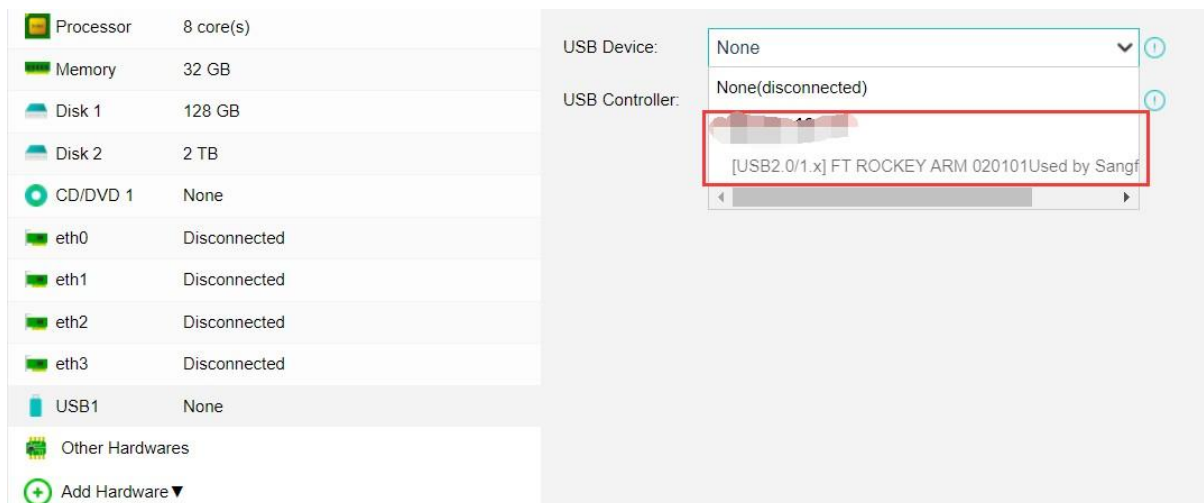 Processor 8 core(s)
Memory 32 GB
Disk 1 128 GB
Disk 2 2 TB
CD/DVD 1 None
eth0 Disconnected
eth1 Disconnected
eth2 Disconnected
eth3 Disconnected
USB1 None
Other Hardwares
Add Hardware▼
USB Device: None
None(disconnected)
USB Controller:
[USB2.0/1.x] FT ROCKEY ARM 020101Used by Sangf